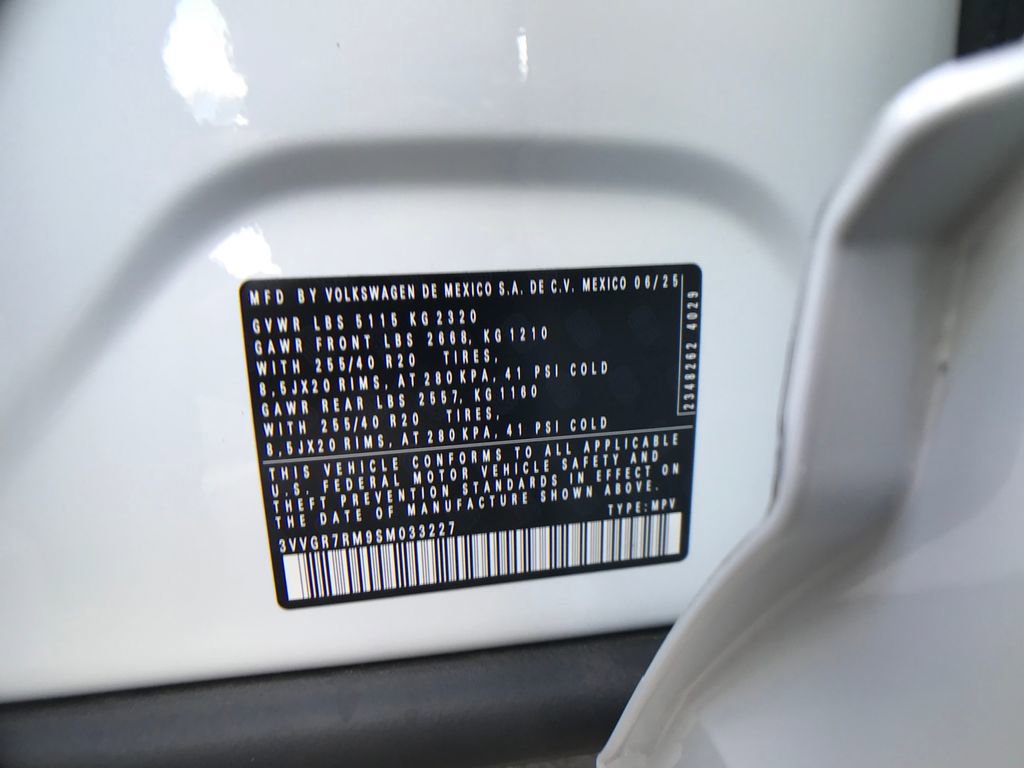 MFD BY VOLKSWAGEN DE MEXICO S.A. DE C.V. MEXICO 06/25
GVWR LBS 5115 KG 2320
GAWR FRONT LBS 2668, KG 1210
WITH 255/40 R20 TIRES,
8,5JX20 RIMS, AT 280 KPA, 41 PSI COLD
GAWR REAR LBS 2557, KG 1160
WITH 255/40 R20 TIRES,
8,5JX20 RIMS, AT 280 KPA, 41 PSI COLD
2348262 4029
THIS VEHICLE CONFORMS TO ALL APPLICABLE
U.S. FEDERAL MOTOR VEHICLE SAFETY AND
THEFT PREVENTION STANDARDS IN EFFECT ON
THE DATE OF MANUFACTURE SHOWN ABOVE.
TYPE: MPV
3VVGR7RM9SM033227